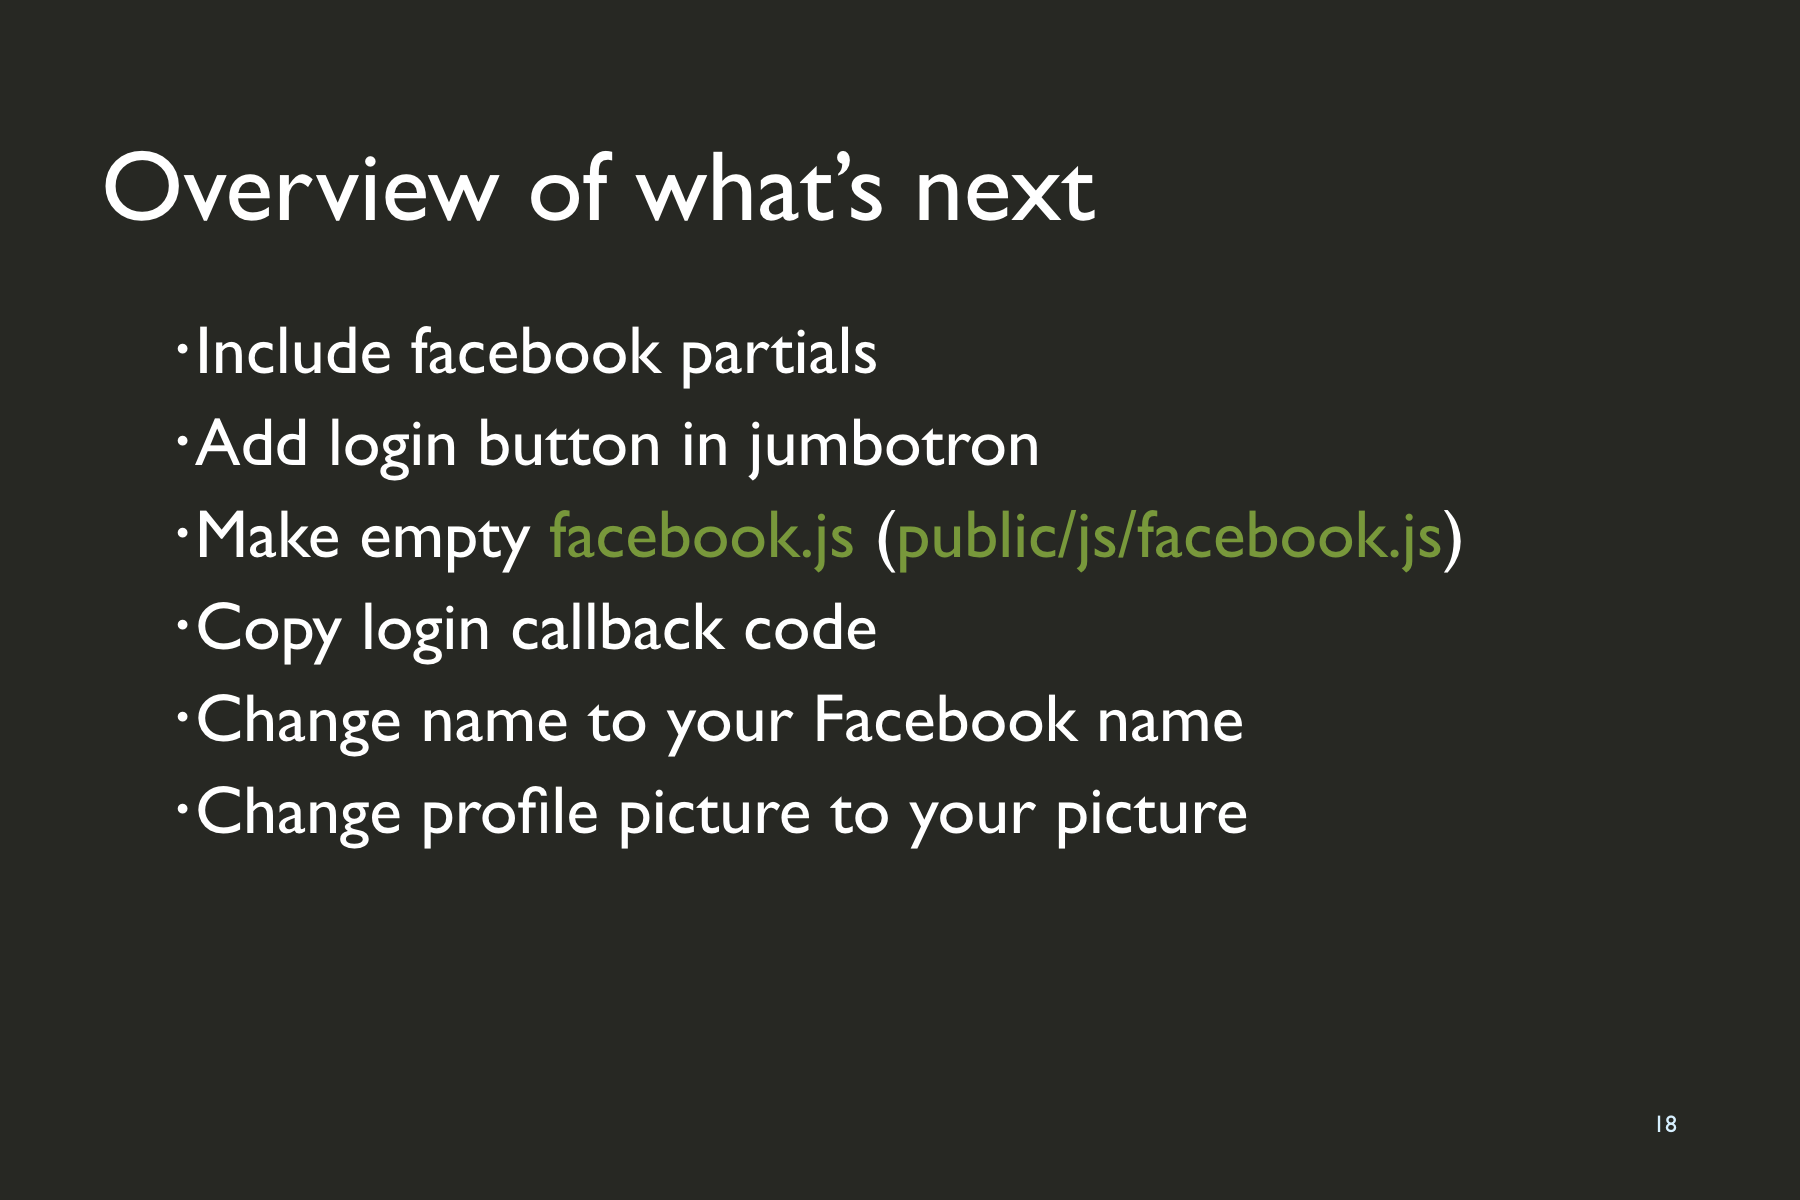 Overview of what’s next
•Include facebook partials
•Add login button in jumbotron
•Make empty facebook.js (public/js/facebook.js)
•Copy login callback code
•Change name to your Facebook name
•Change profile picture to your picture
18